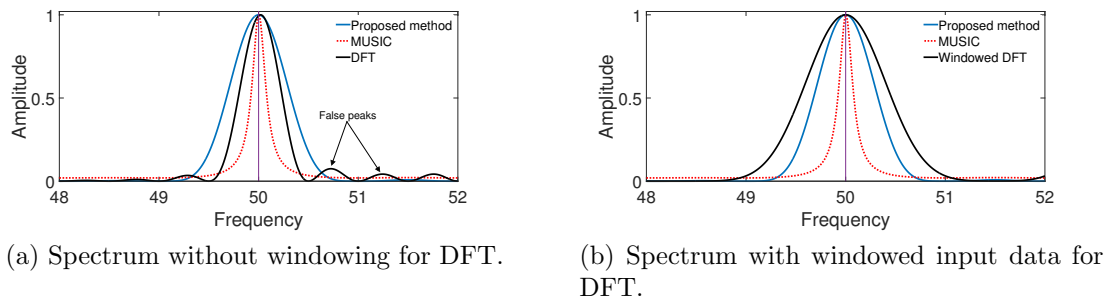 1
0.5
0
Amplitude
48 49 50 51 52
Frequency
Proposed method
MUSIC
DFT
False peaks
(a) Spectrum without windowing for DFT.
1
0.5
0
Amplitude
48 49 50 51 52
Frequency
Proposed method
MUSIC
Windowed DFT
(b) Spectrum with windowed input data for
DFT.